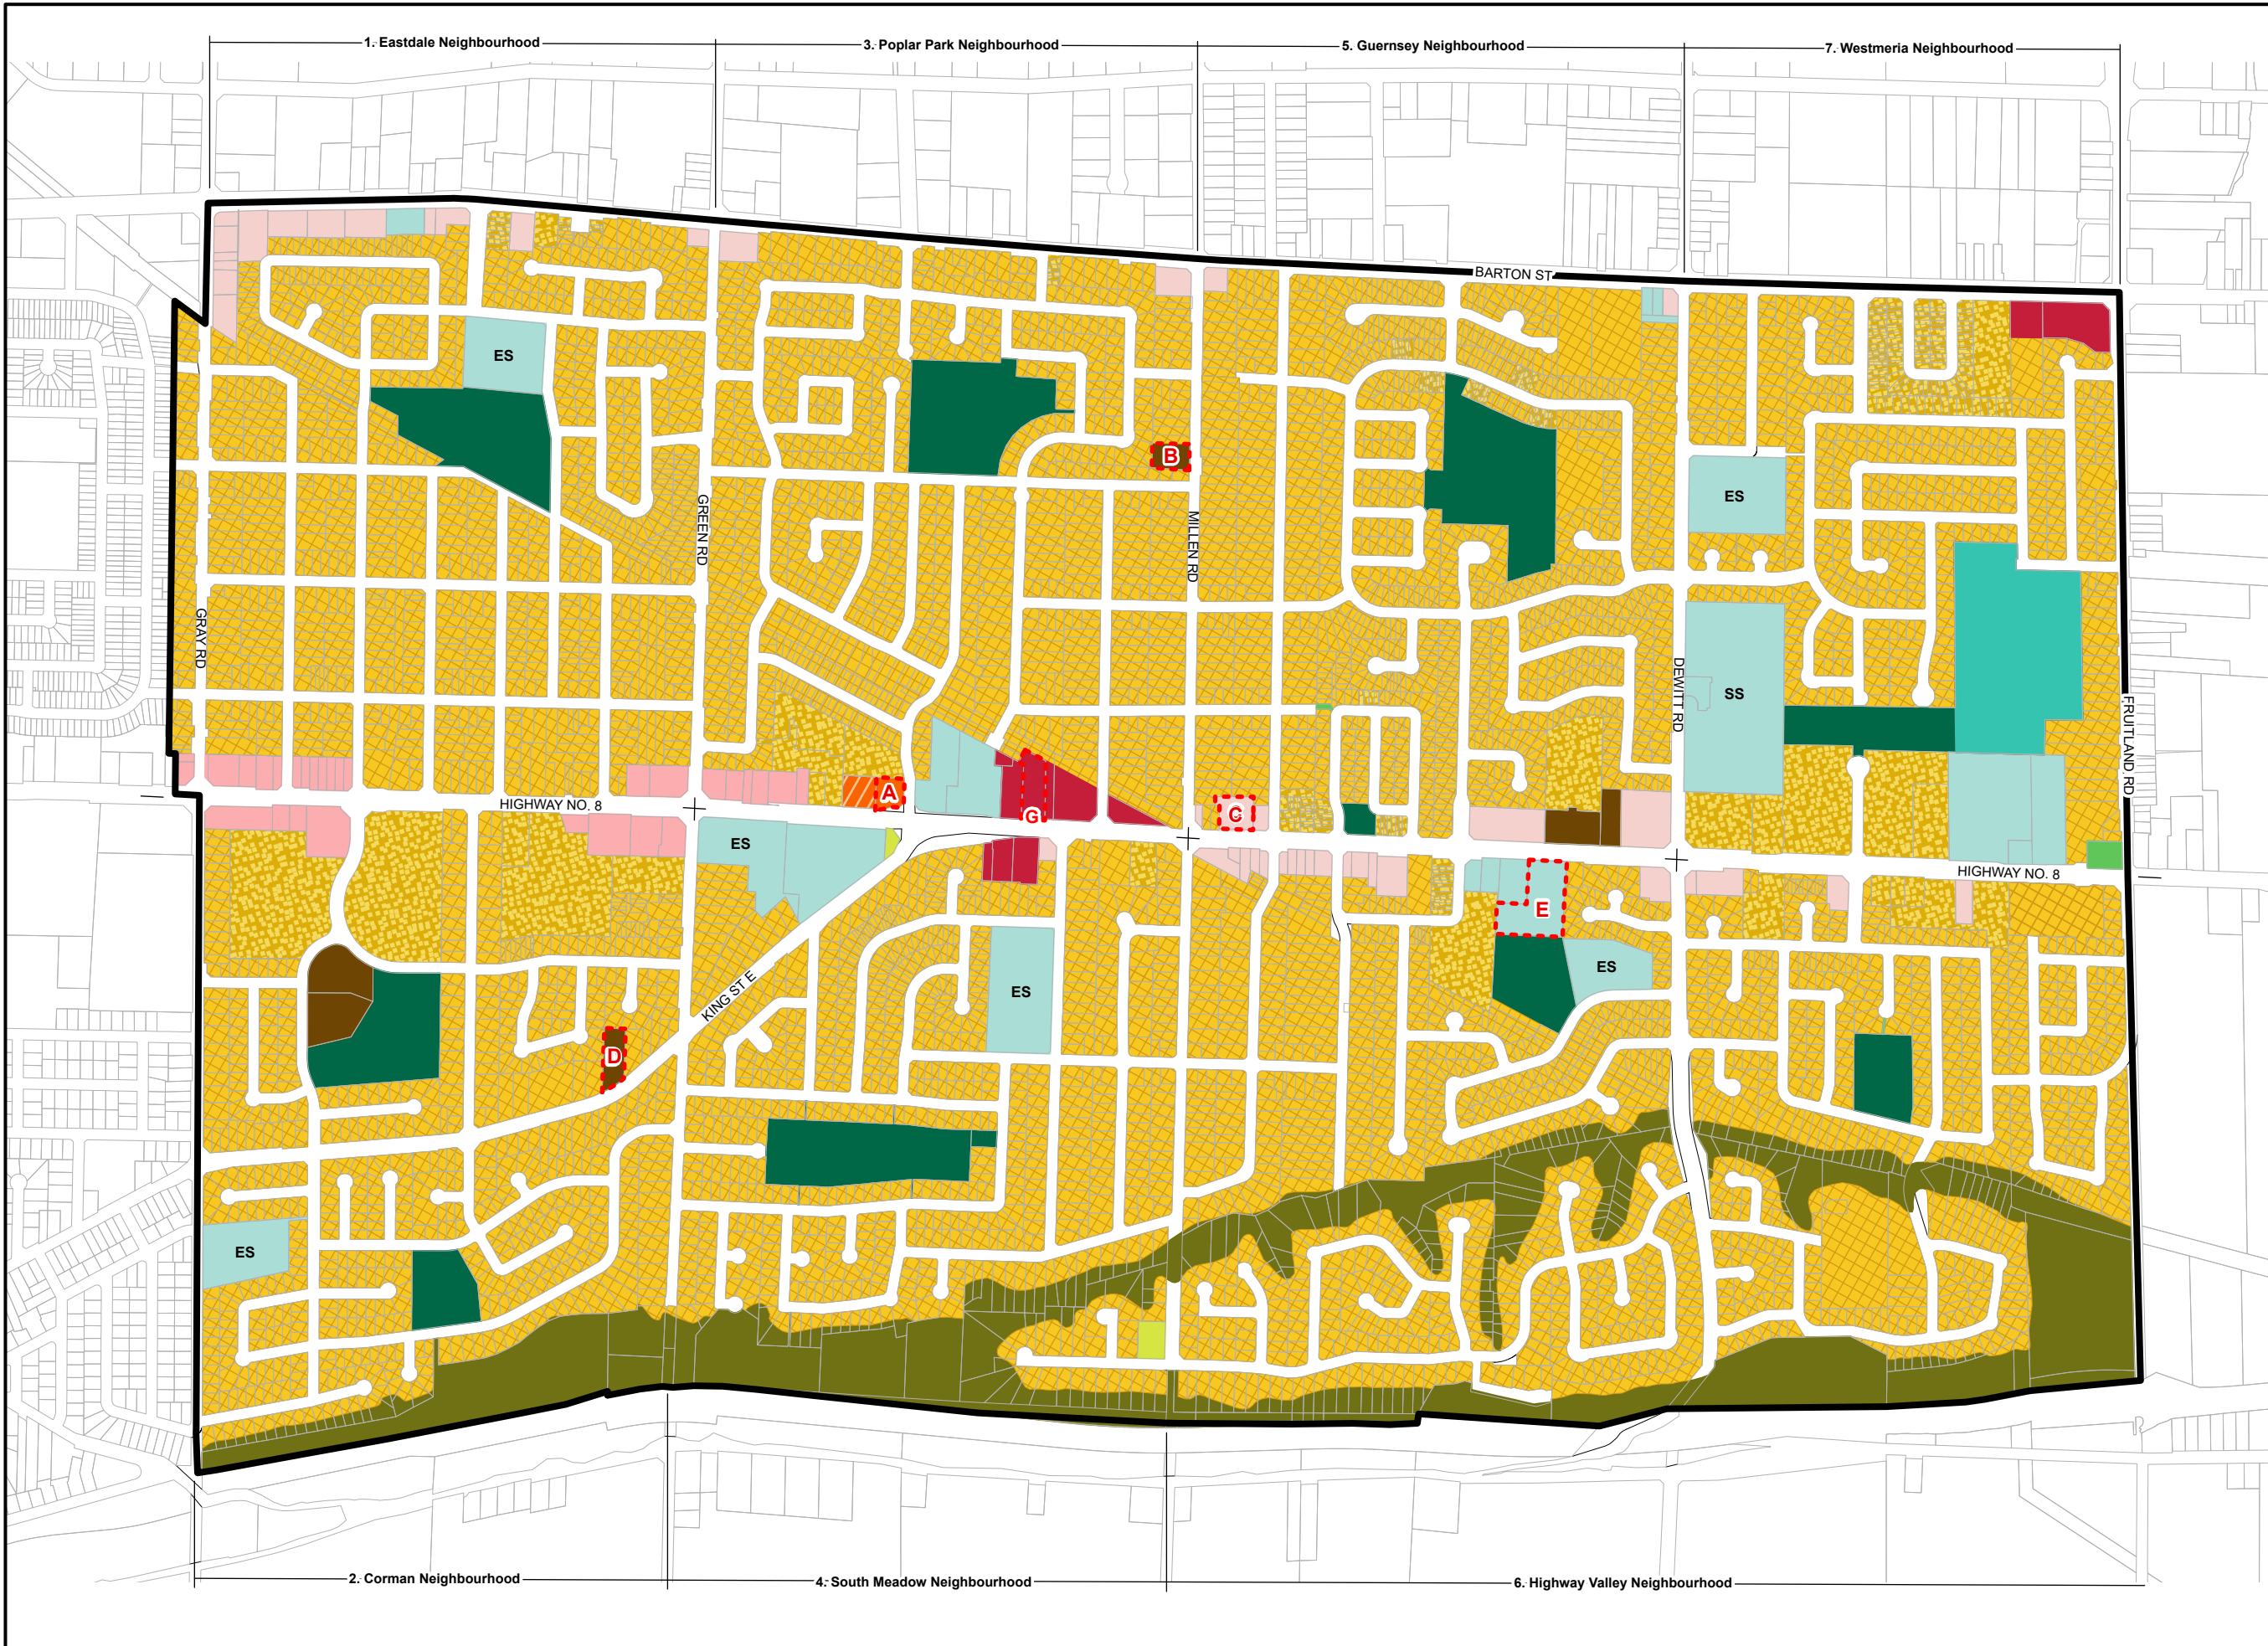 1. Eastdale Neighbourhood
3. Poplar Park Neighbourhood
5. Guernsey Neighbourhood
7. Westmeria Neighbourhood
BARTON ST
ES
B
ES
GREEN RD
MILLEN RD
GRAY RD
DEWITT RD
SS
FRUITLAND RD
A
G
C
HIGHWAY NO. 8
ES
HIGHWAY NO. 8
E
ES
ES
KING ST E
D
ES
2. Corman Neighbourhood
4. South Meadow Neighbourhood
6. Highway Valley Neighbourhood